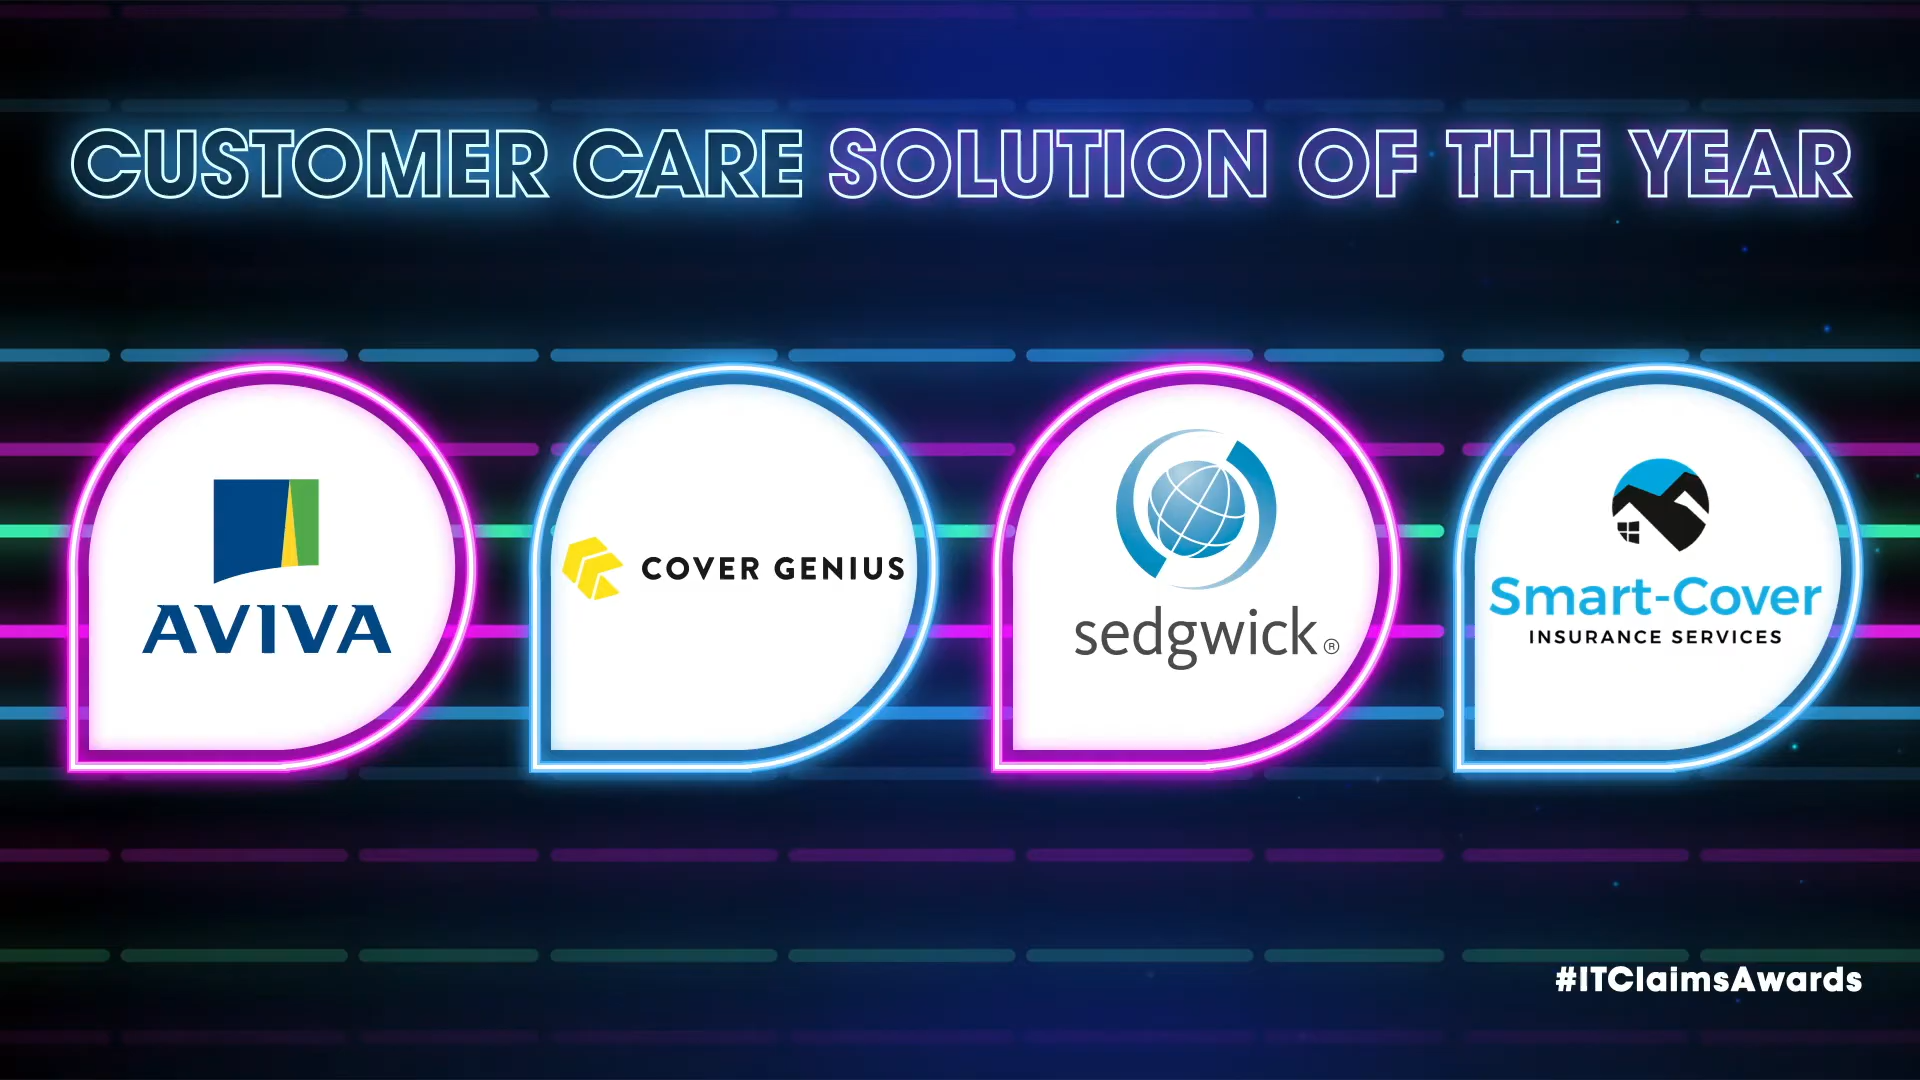 CUSTOMER CARE SOLUTION OF THE YEAR
AVIVA
COVER GENIUS
sedgwick®
Smart-Cover
INSURANCE SERVICES
#ITClaimsAwards